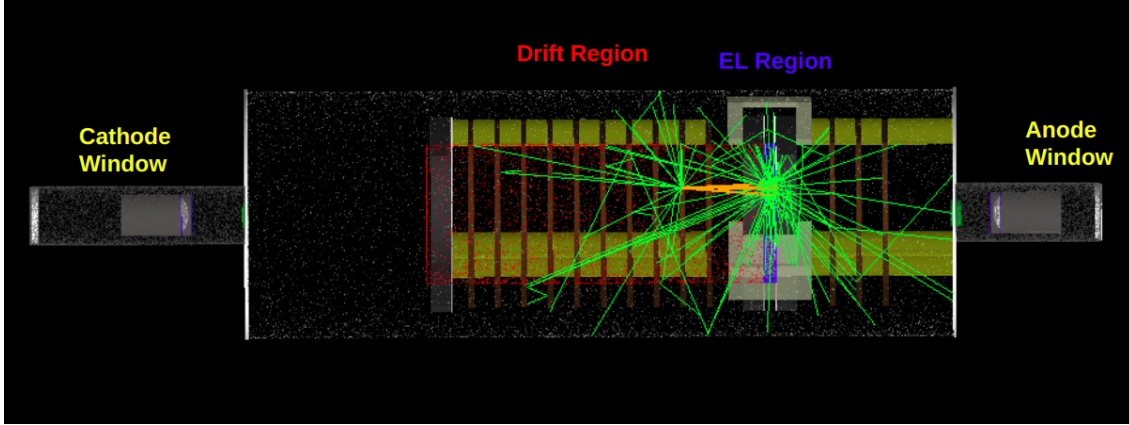 Drift Region
EL Region
Cathode
Window
Anode
Window